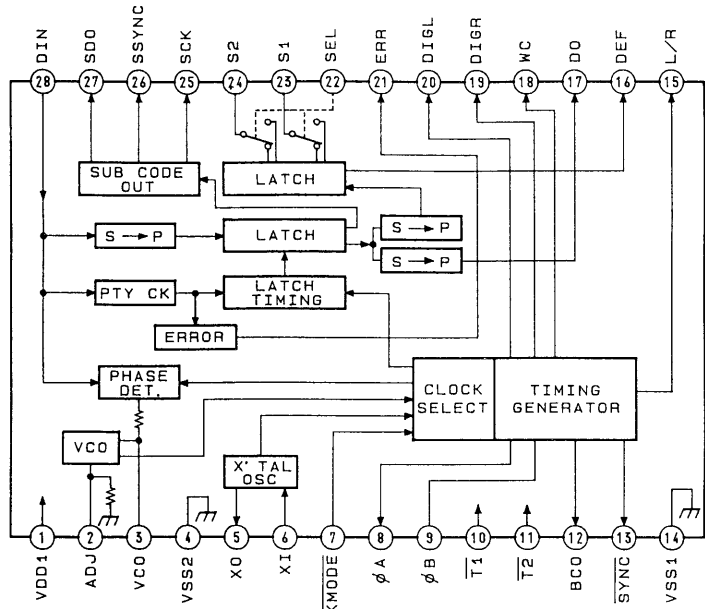 DIN SDO SSYNC SCK S2 S1 SEL ERR DIGL DIGR WC DO DEF L/R
28 27 26 25 24 23 22 21 20 19 18 17 16 15
SUB CODE
OUT
LATCH
S → P
LATCH
S → P
S → P
PTY CK
LATCH
TIMING
ERROR
PHASE
DET.
CLOCK
SELECT
TIMING
GENERATOR
VCO
X' TAL
OSC
1 2 3 4 5 6 7 8 9 10 11 12 13 14
VDD1 ADJ VCO VSS2 XO XI XMODE φA φB T1 T2 BCO SYNC VSS1